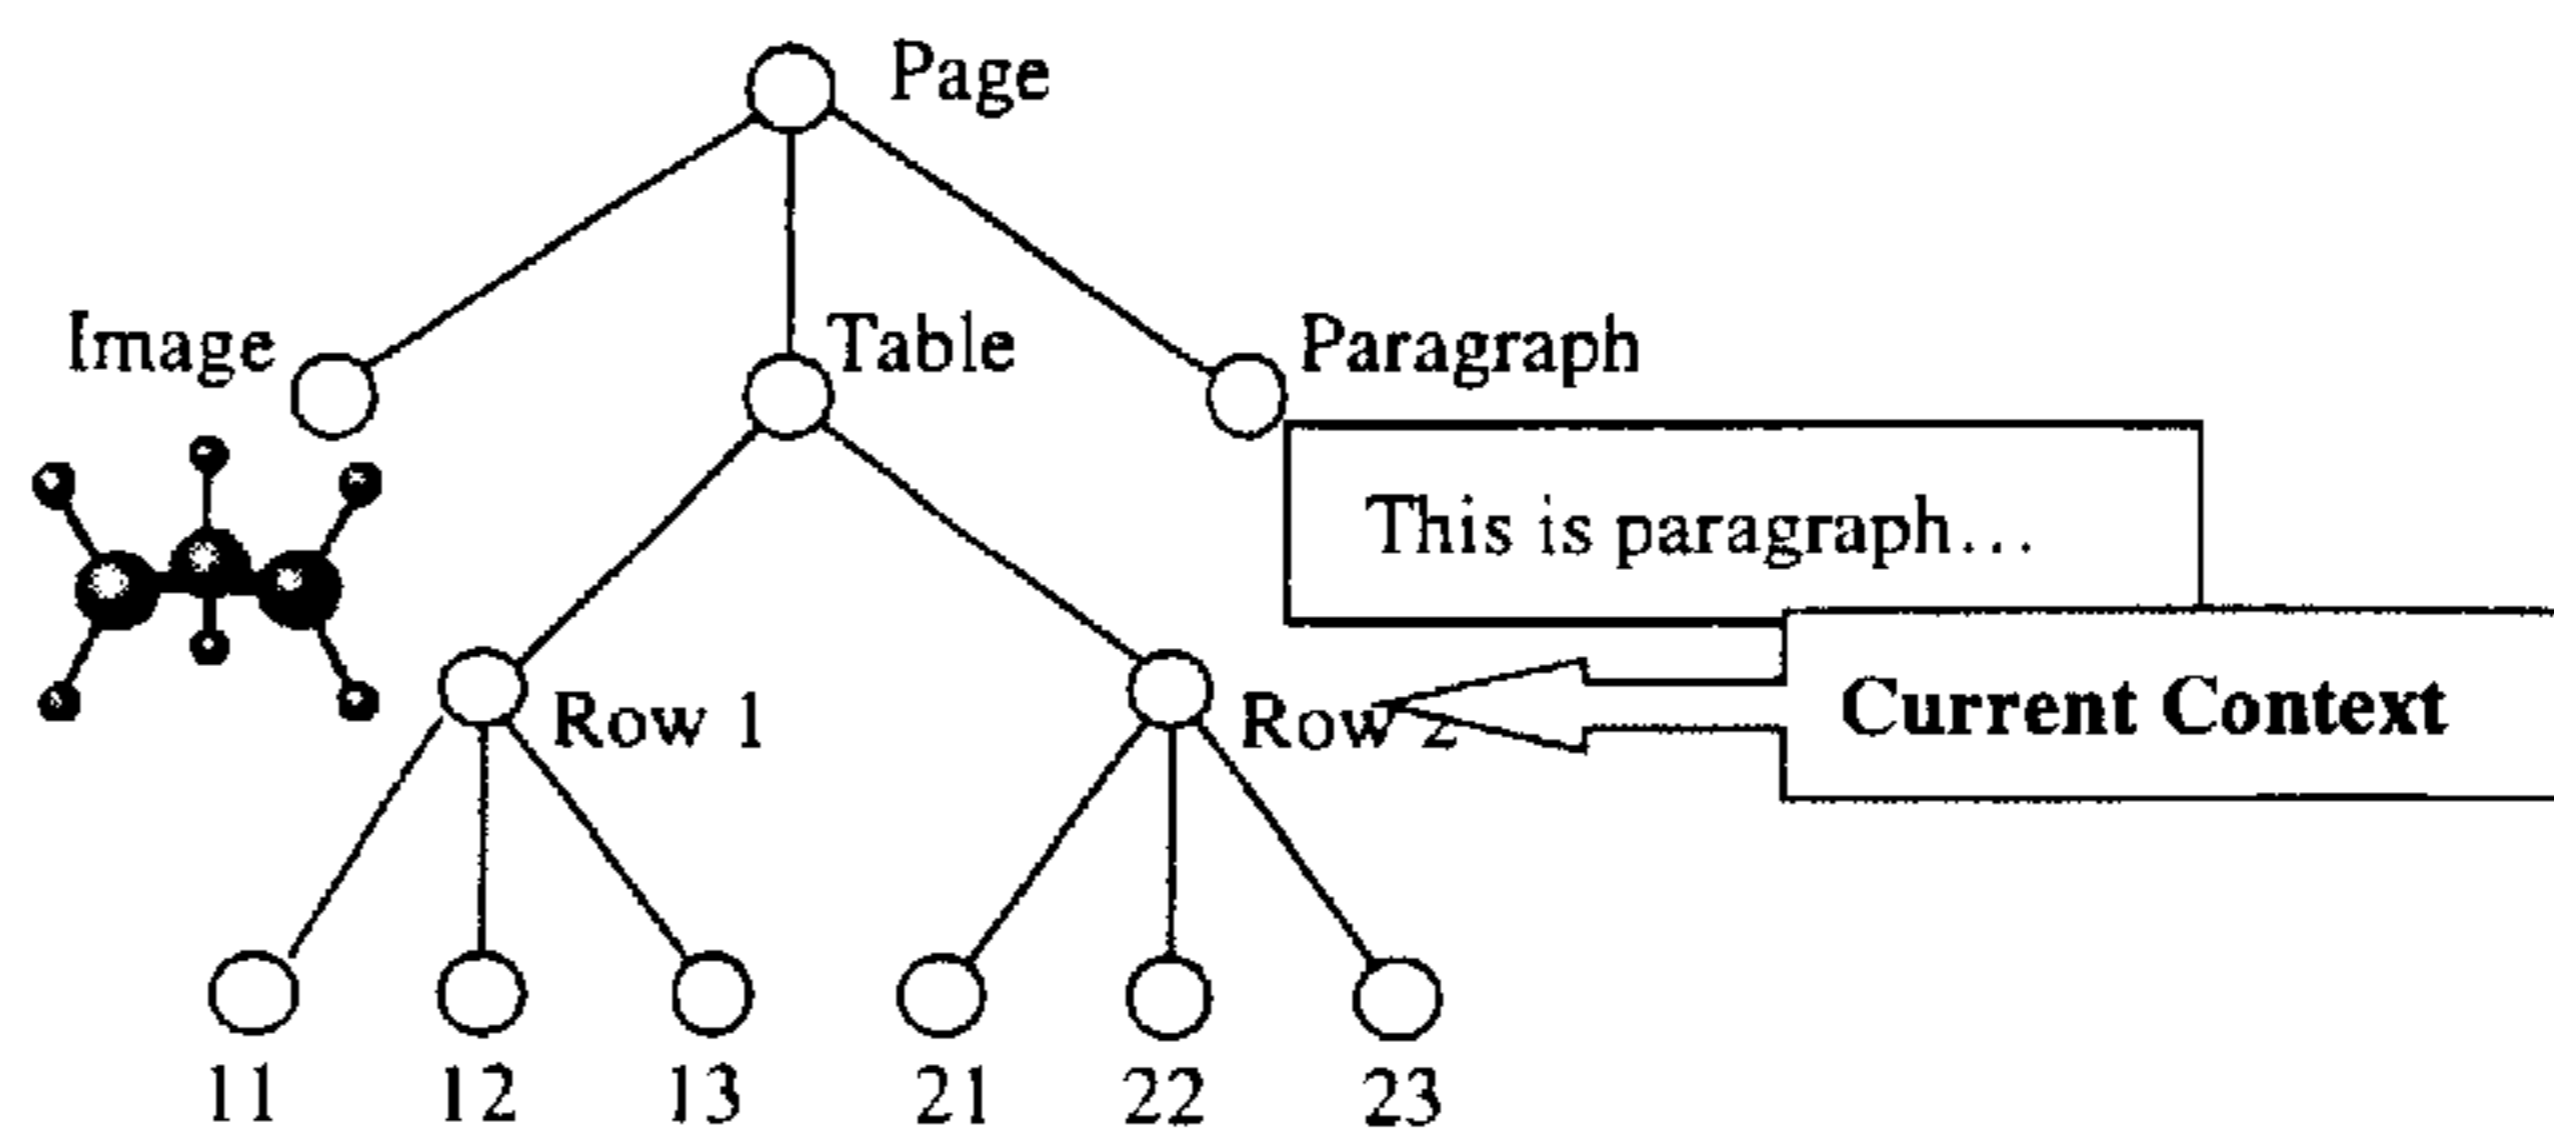 Page
Image
Table
Paragraph
This is paragraph...
Row 1
Row 2
Current Context
11
12
13
21
22
23